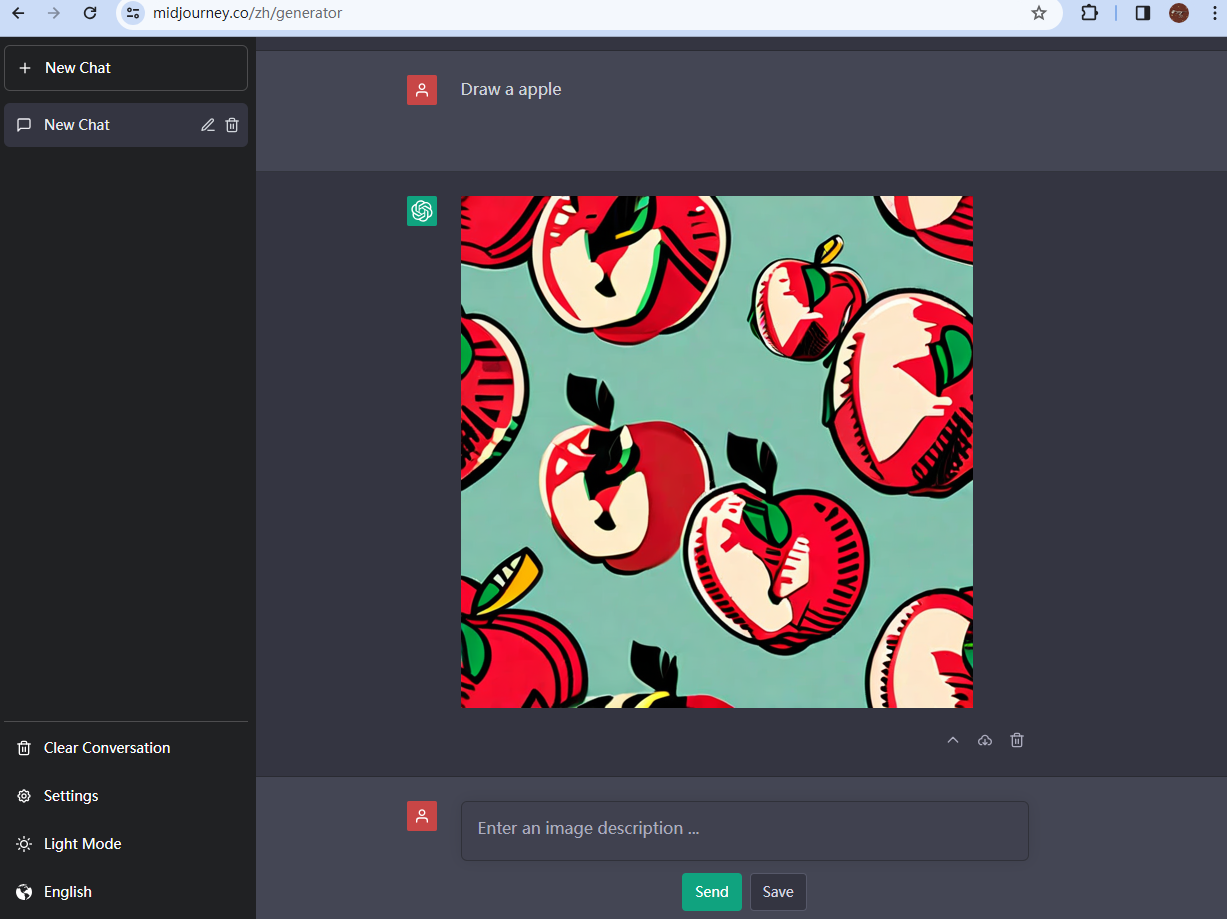 midjourney.co/zh/generator
New Chat
New Chat
Draw a apple
Clear Conversation
Settings
Light Mode
English
Enter an image description ...
Send
Save